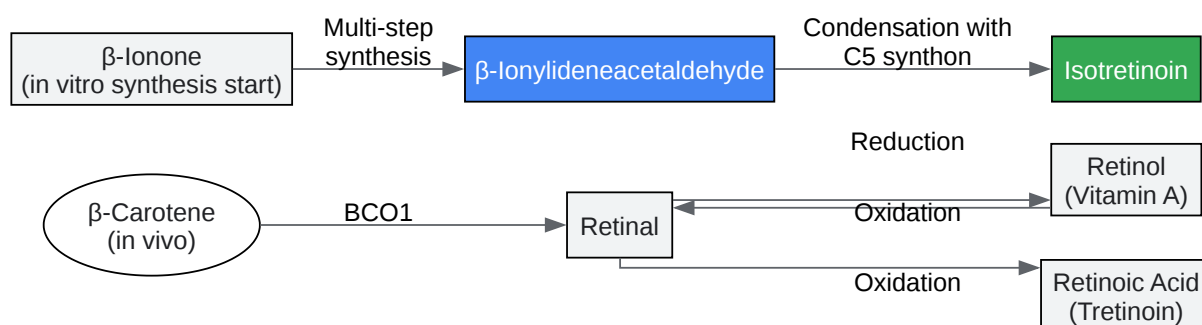 β-Ionone
(in vitro synthesis start)
Multi-step
synthesis
β-Ionylideneacetaldehyde
Condensation with
C5 synthon
Isotretinoin
β-Carotene
(in vivo)
BCO1
Retinal
Reduction
Oxidation
Retinol
(Vitamin A)
Oxidation
Retinoic Acid
(Tretinoin)